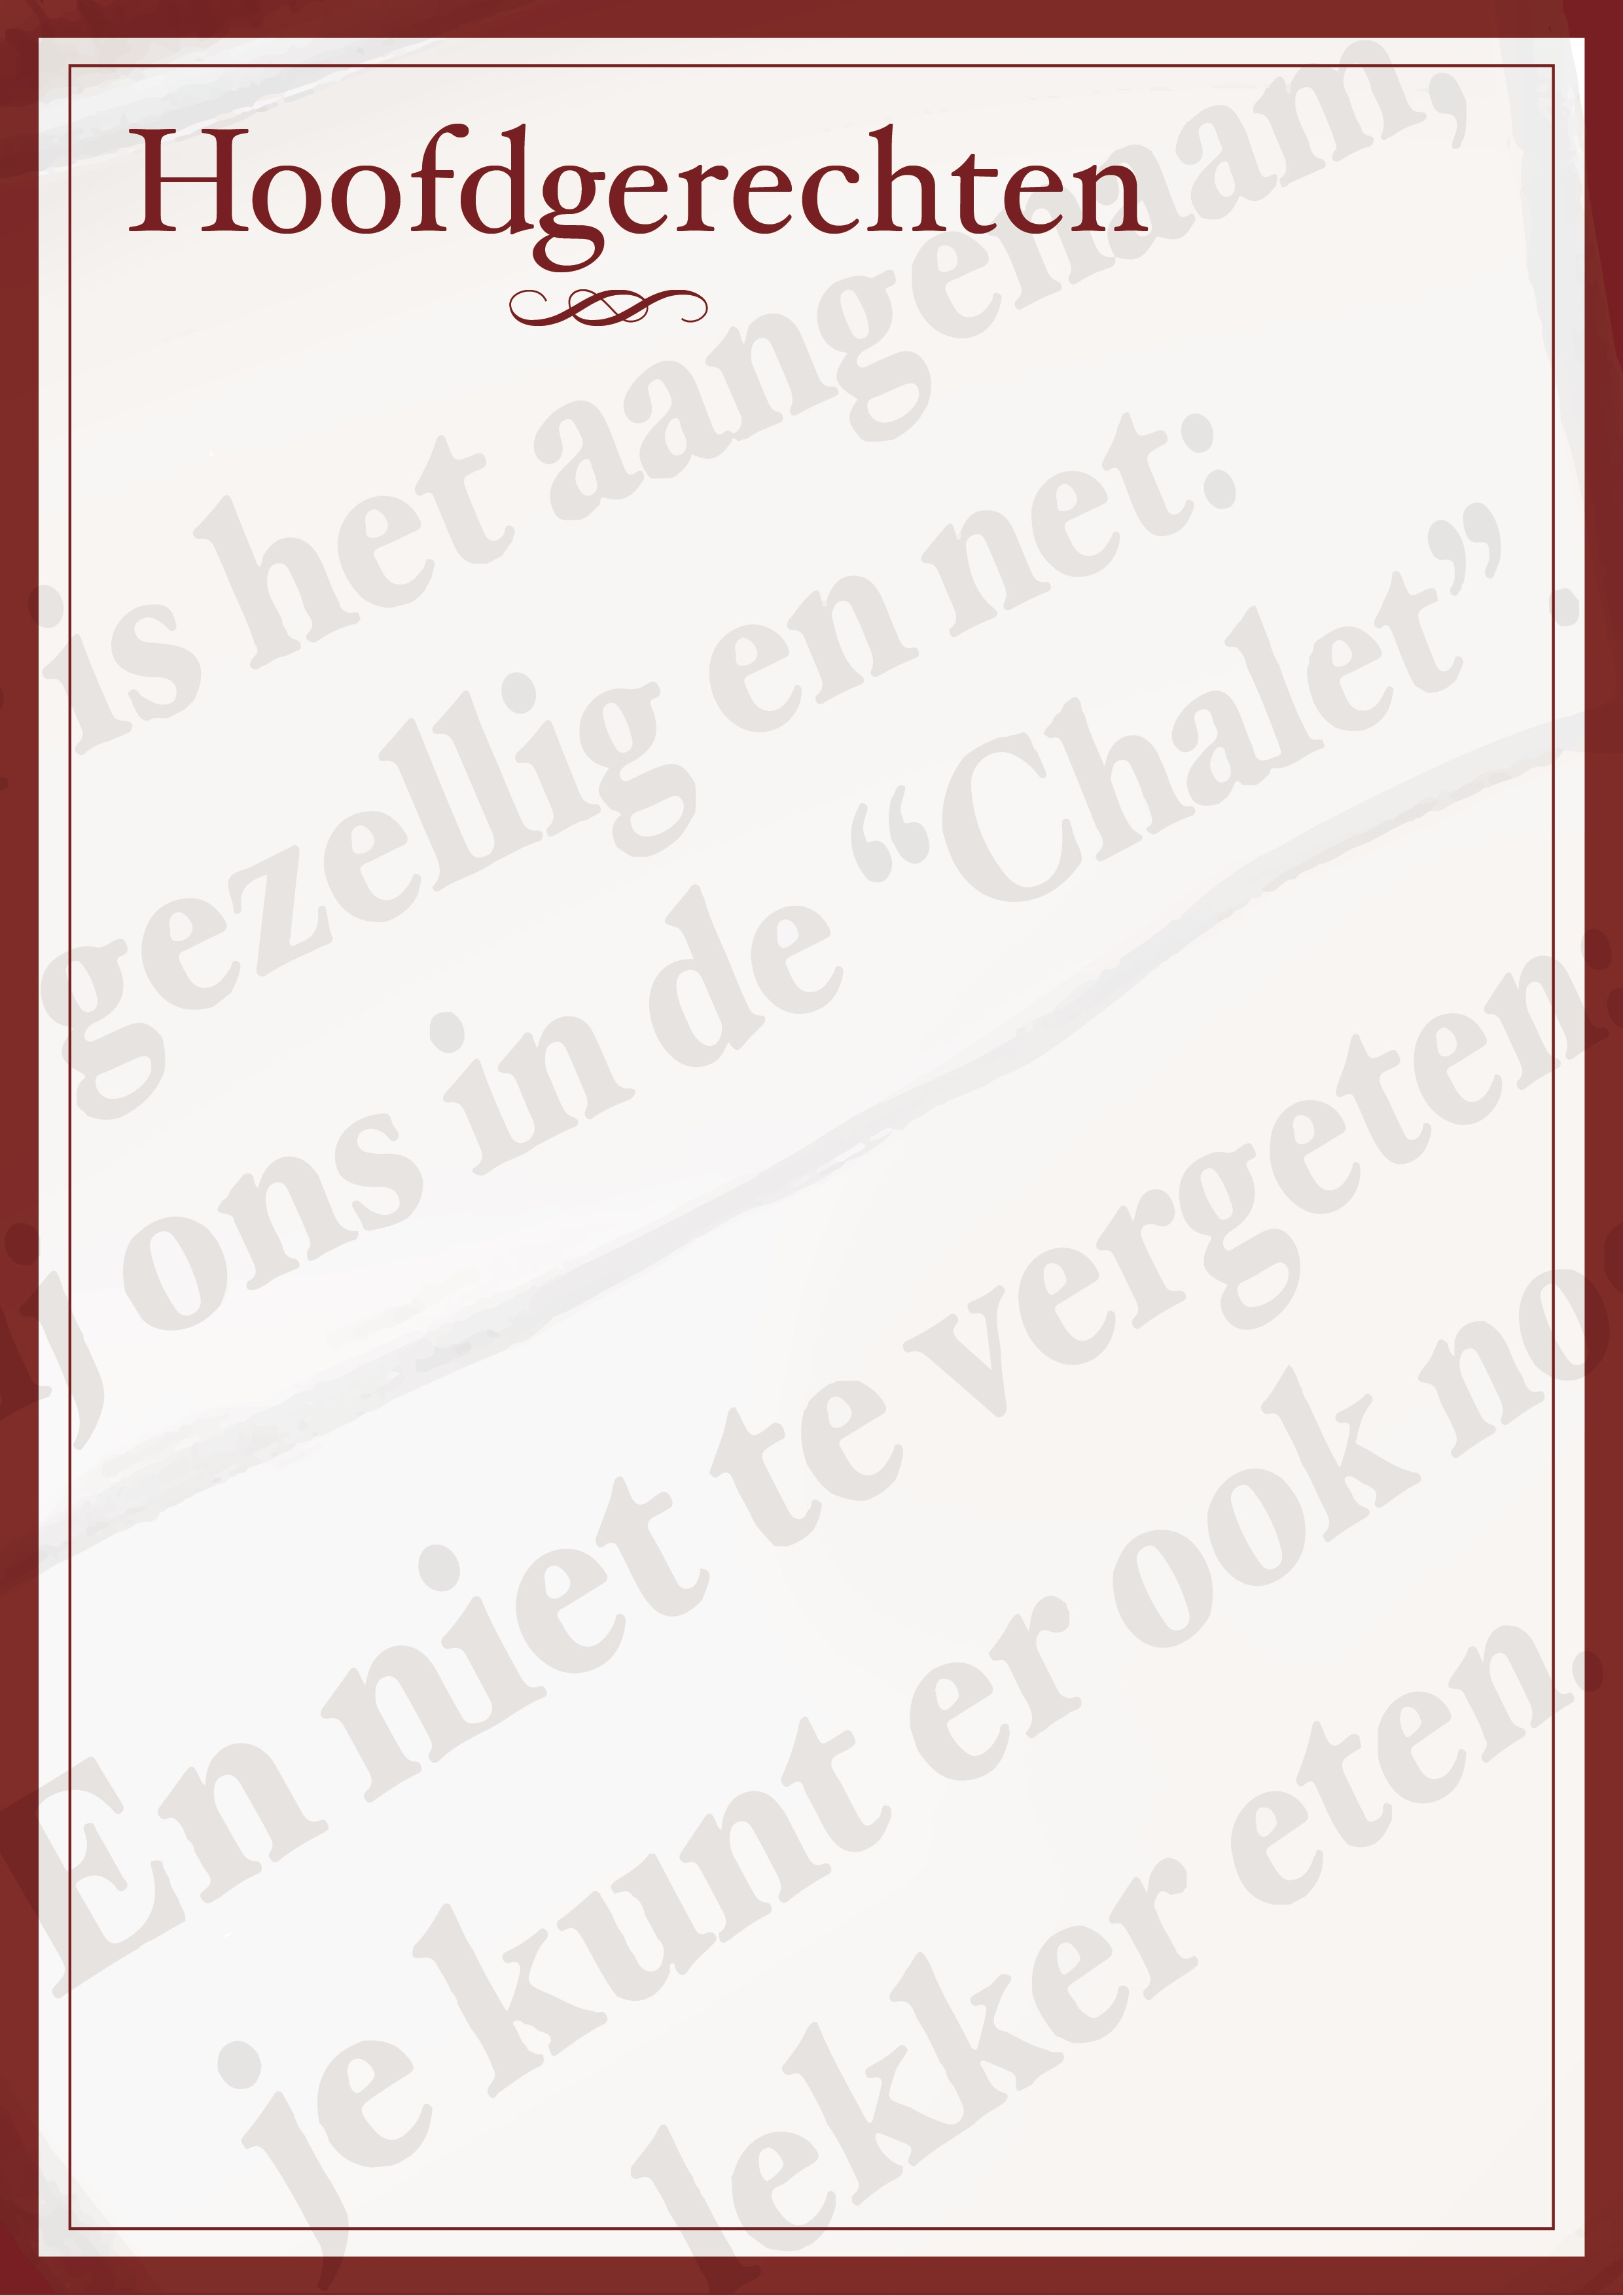 Hoofdgerechten
is het aangenaam,
gezellig en net:
ij ons in de “Chalet”.
En niet te vergeten:
je kunt er ook
lekker eten.